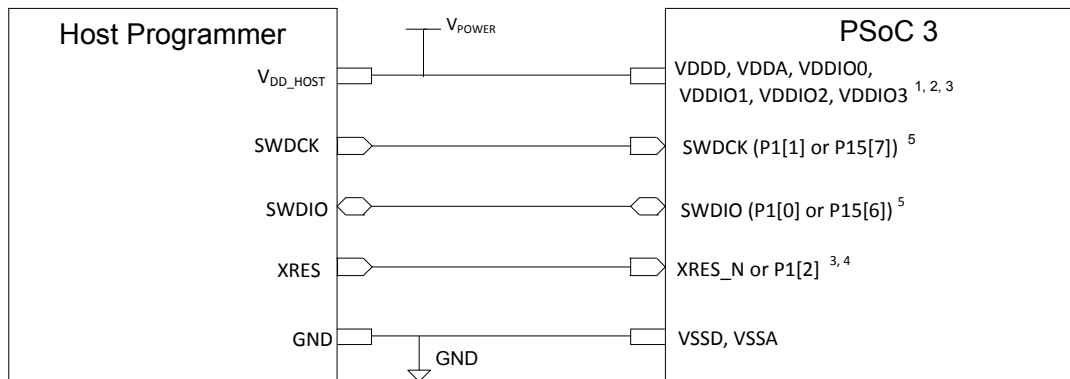 Host Programmer
PSoC 3
V_POWER
V_DD_HOST
VDDD, VDDA, VDDIO0,
VDDIO1, VDDIO2, VDDIO3 1, 2, 3
SWDCK
SWDCK (P1[1] or P15[7]) 5
SWDIO
SWDIO (P1[0] or P15[6]) 5
XRES
XRES_N or P1[2] 3, 4
GND
GND
VSSD, VSSA